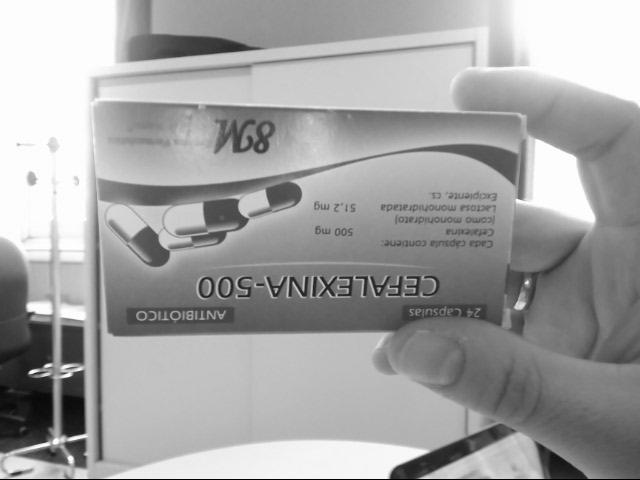 24 Cápsulas ANTIBIÓTICO
CEFALEXINA-500
Cada cápsula contiene:
Cefalexina 500 mg
(como monohidrato)
Lactosa monohidratada 51,2 mg
Excipiente, cs.
8M